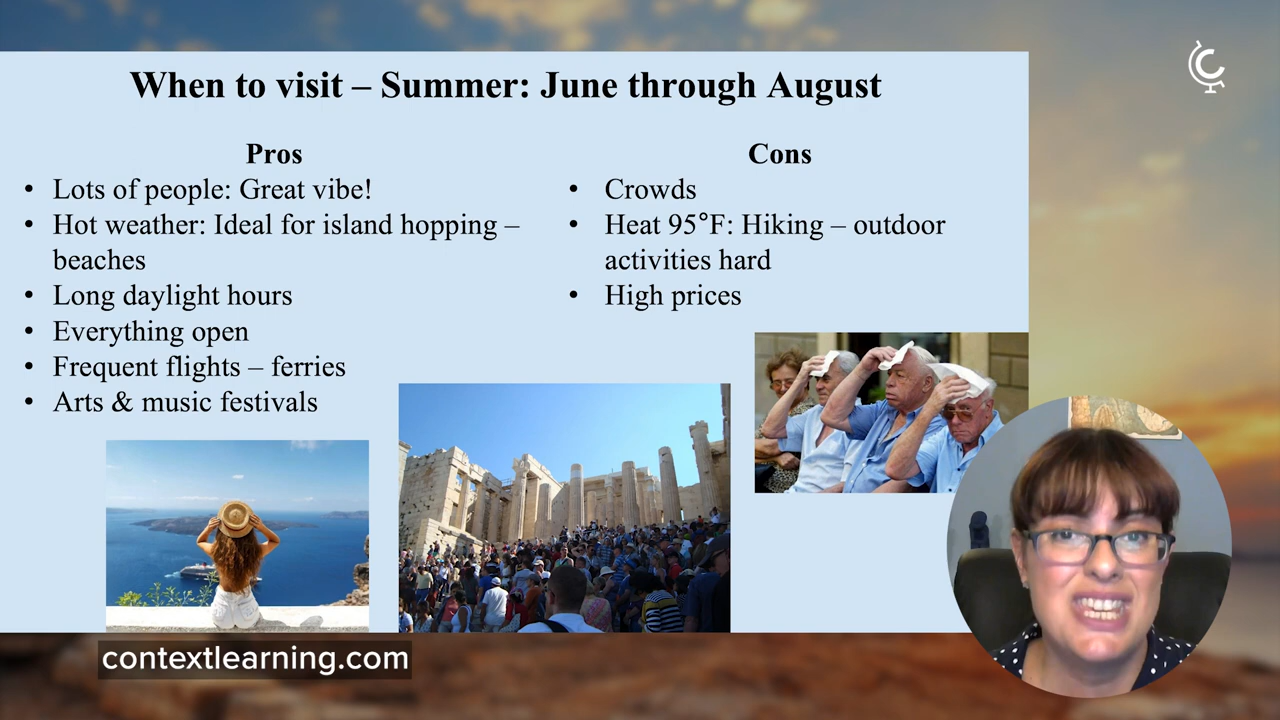 When to visit – Summer: June through August
Pros
• Lots of people: Great vibe!
• Hot weather: Ideal for island hopping –
beaches
• Long daylight hours
• Everything open
• Frequent flights – ferries
• Arts & music festivals
Cons
• Crowds
• Heat 95°F: Hiking – outdoor
activities hard
• High prices
contextlearning.com